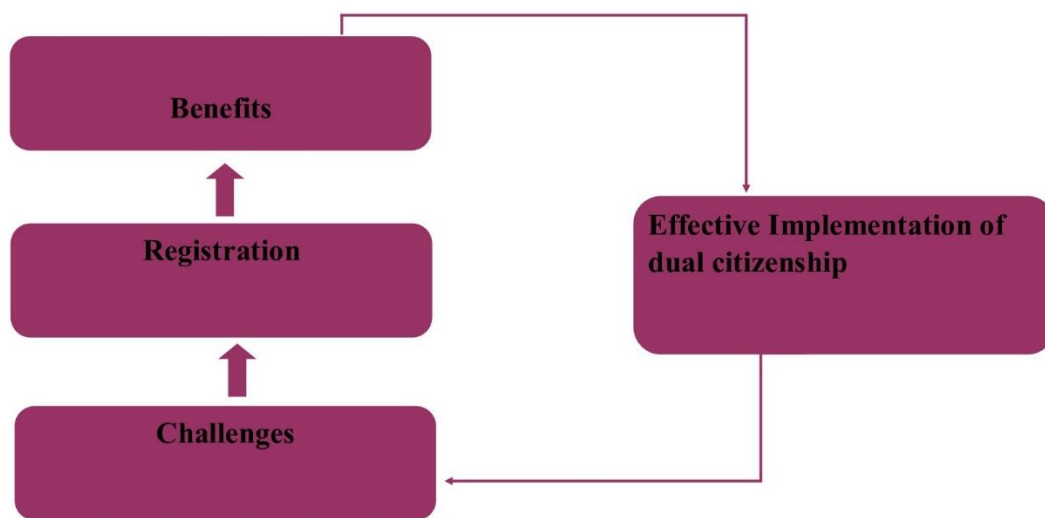 Benefits
Registration
Challenges
Effective Implementation of
dual citizenship